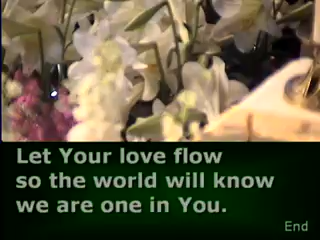 Let Your love flow
so the world will know
we are one in You.
End